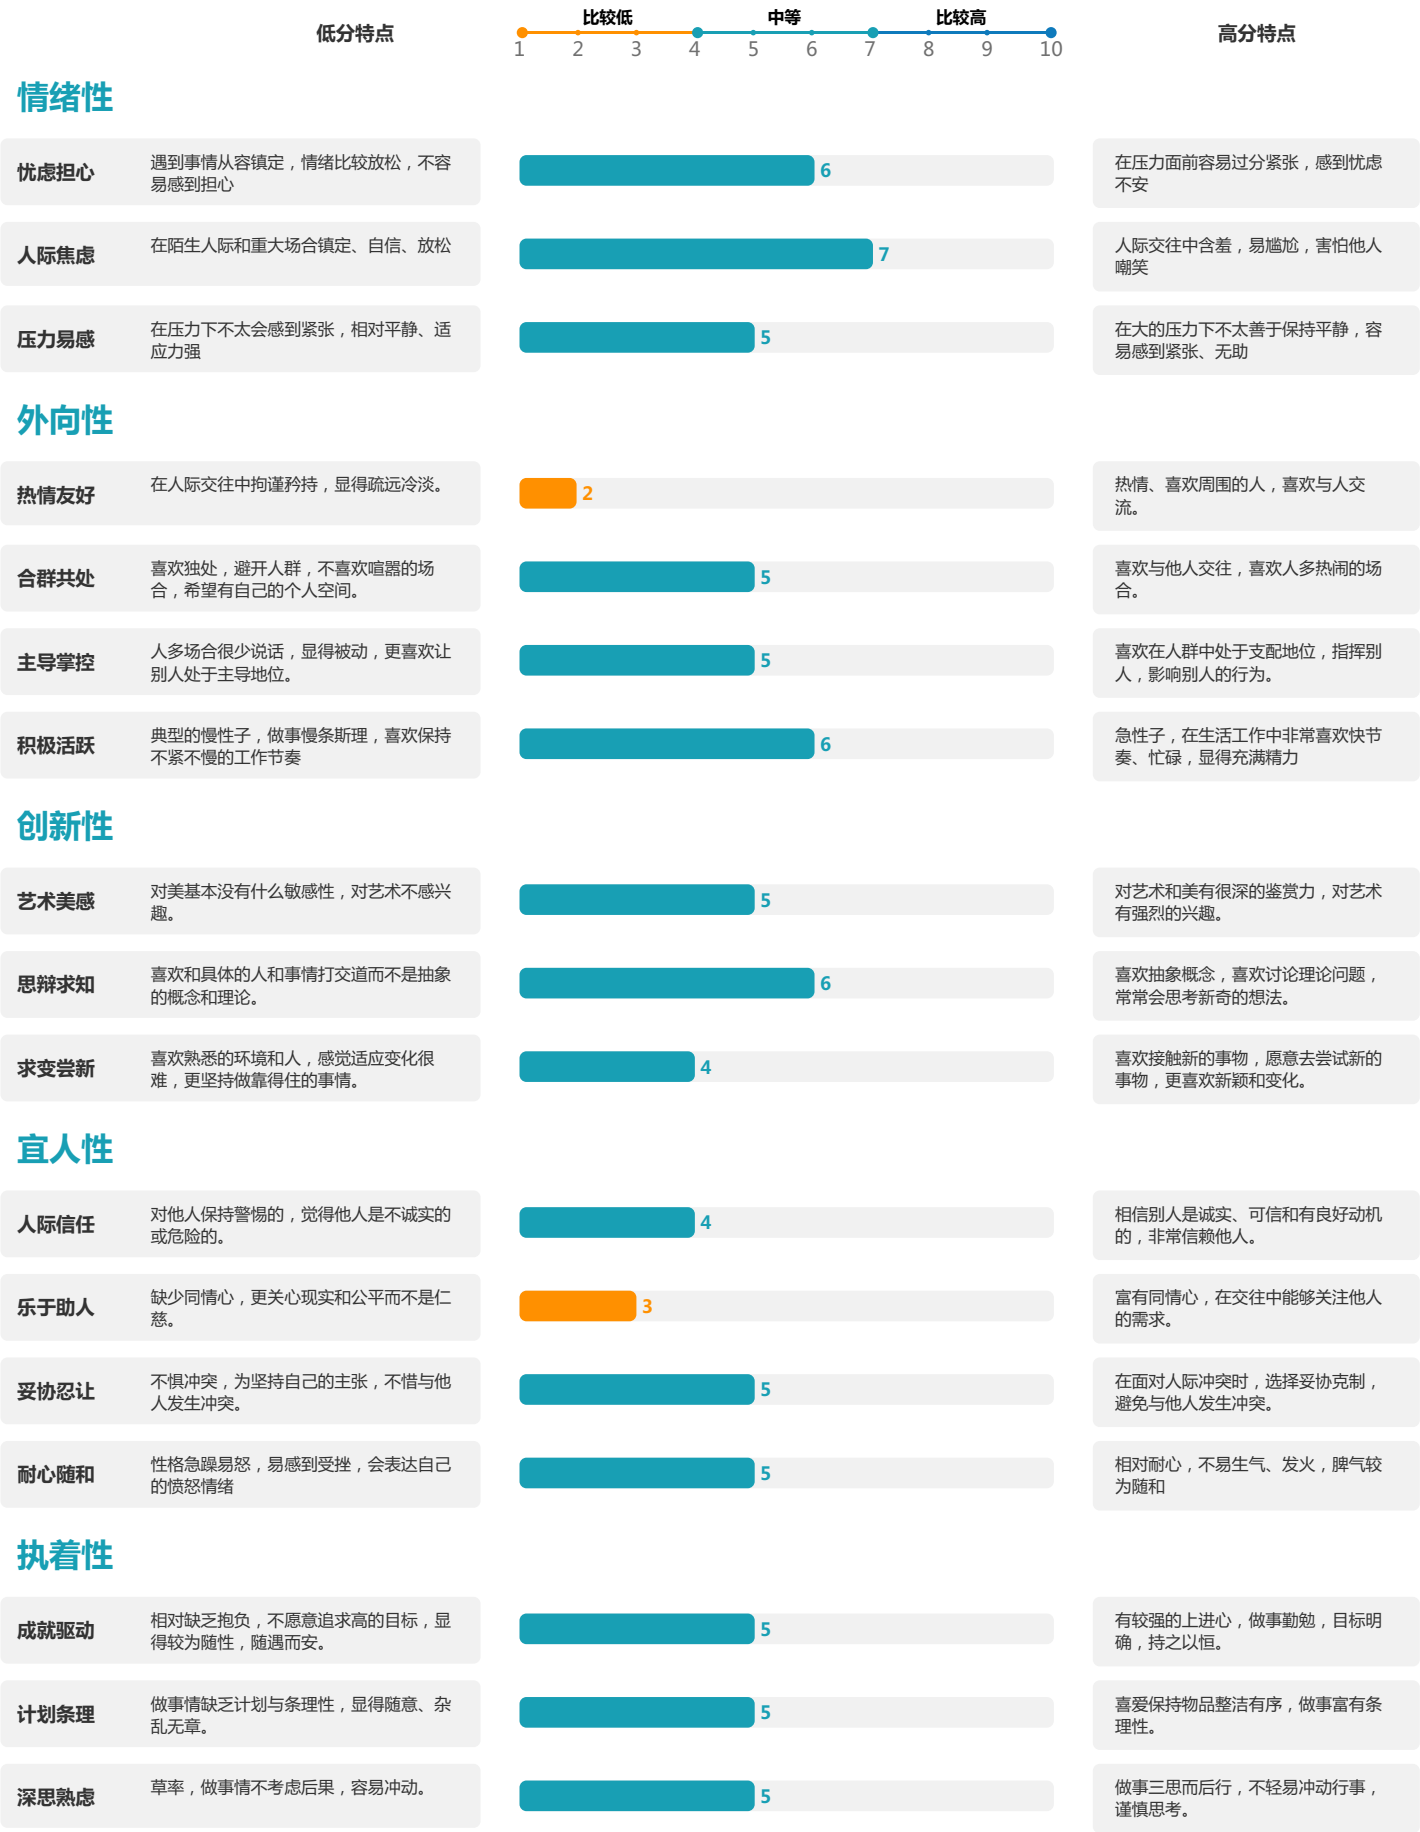 低分特点
比较低 中等 比较高
1 2 3 4 5 6 7 8 9 10
高分特点
情绪性
忧虑担心
遇到事情从容镇定，情绪比较放松，不容
易感到担心
6
在压力面前容易过分紧张，感到忧虑
不安
人际焦虑
在陌生人际和重大场合镇定、自信、放松
7
人际交往中含羞，易尴尬，害怕他人
嘲笑
压力易感
在压力下不太会感到紧张，相对平静、适
应力强
5
在大的压力下不太善于保持平静，容
易感到紧张、无助
外向性
热情友好
在人际交往中拘谨矜持，显得疏远冷淡。
2
热情、喜欢周围的人，喜欢与人交
流。
合群共处
喜欢独处，避开人群，不喜欢喧嚣的场
合，希望有自己的个人空间。
5
喜欢与他人交往，喜欢人多热闹的场
合。
主导掌控
人多场合很少说话，显得被动，更喜欢让
别人处于主导地位。
5
喜欢在人群中处于支配地位，指挥别
人，影响别人的行为。
积极活跃
典型的慢性子，做事慢条斯理，喜欢保持
不紧不慢的工作节奏
6
急性子，在生活工作中非常喜欢快节
奏、忙碌，显得充满精力
创新性
艺术美感
对美基本没有什么敏感性，对艺术不感兴
趣。
5
对艺术和美有很深的鉴赏力，对艺术
有强烈的兴趣。
思辩求知
喜欢和具体的人和事情打交道而不是抽象
的概念和理论。
6
喜欢抽象概念，喜欢讨论理论问题，
常常会思考新奇的想法。
求变尝新
喜欢熟悉的环境和人，感觉适应变化很
难，更坚持做靠得住的事情。
4
喜欢接触新的事物，愿意去尝试新的
事物，更喜欢新颖和变化。
宜人性
人际信任
对他人保持警惕的，觉得他人是不诚实的
或危险的。
4
相信别人是诚实、可信和有良好动机
的，非常信赖他人。
乐于助人
缺少同情心，更关心现实和公平而不是仁
慈。
3
富有同情心，在交往中能够关注他人
的需求。
妥协忍让
不惧冲突，为坚持自己的主张，不惜与他
人发生冲突。
5
在面对人际冲突时，选择妥协克制，
避免与他人发生冲突。
耐心随和
性格急躁易怒，易感到受挫，会表达自己
的愤怒情绪
5
相对耐心，不易生气、发火，脾气较
为随和
执着性
成就驱动
相对缺乏抱负，不愿意追求高的目标，显
得较为随性，随遇而安。
5
有较强的上进心，做事勤勉，目标明
确，持之以恒。
计划条理
做事情缺乏计划与条理性，显得随意、杂
乱无章。
5
喜爱保持物品整洁有序，做事富有条
理性。
深思熟虑
草率，做事情不考虑后果，容易冲动。
5
做事三思而后行，不轻易冲动行事，
谨慎思考。